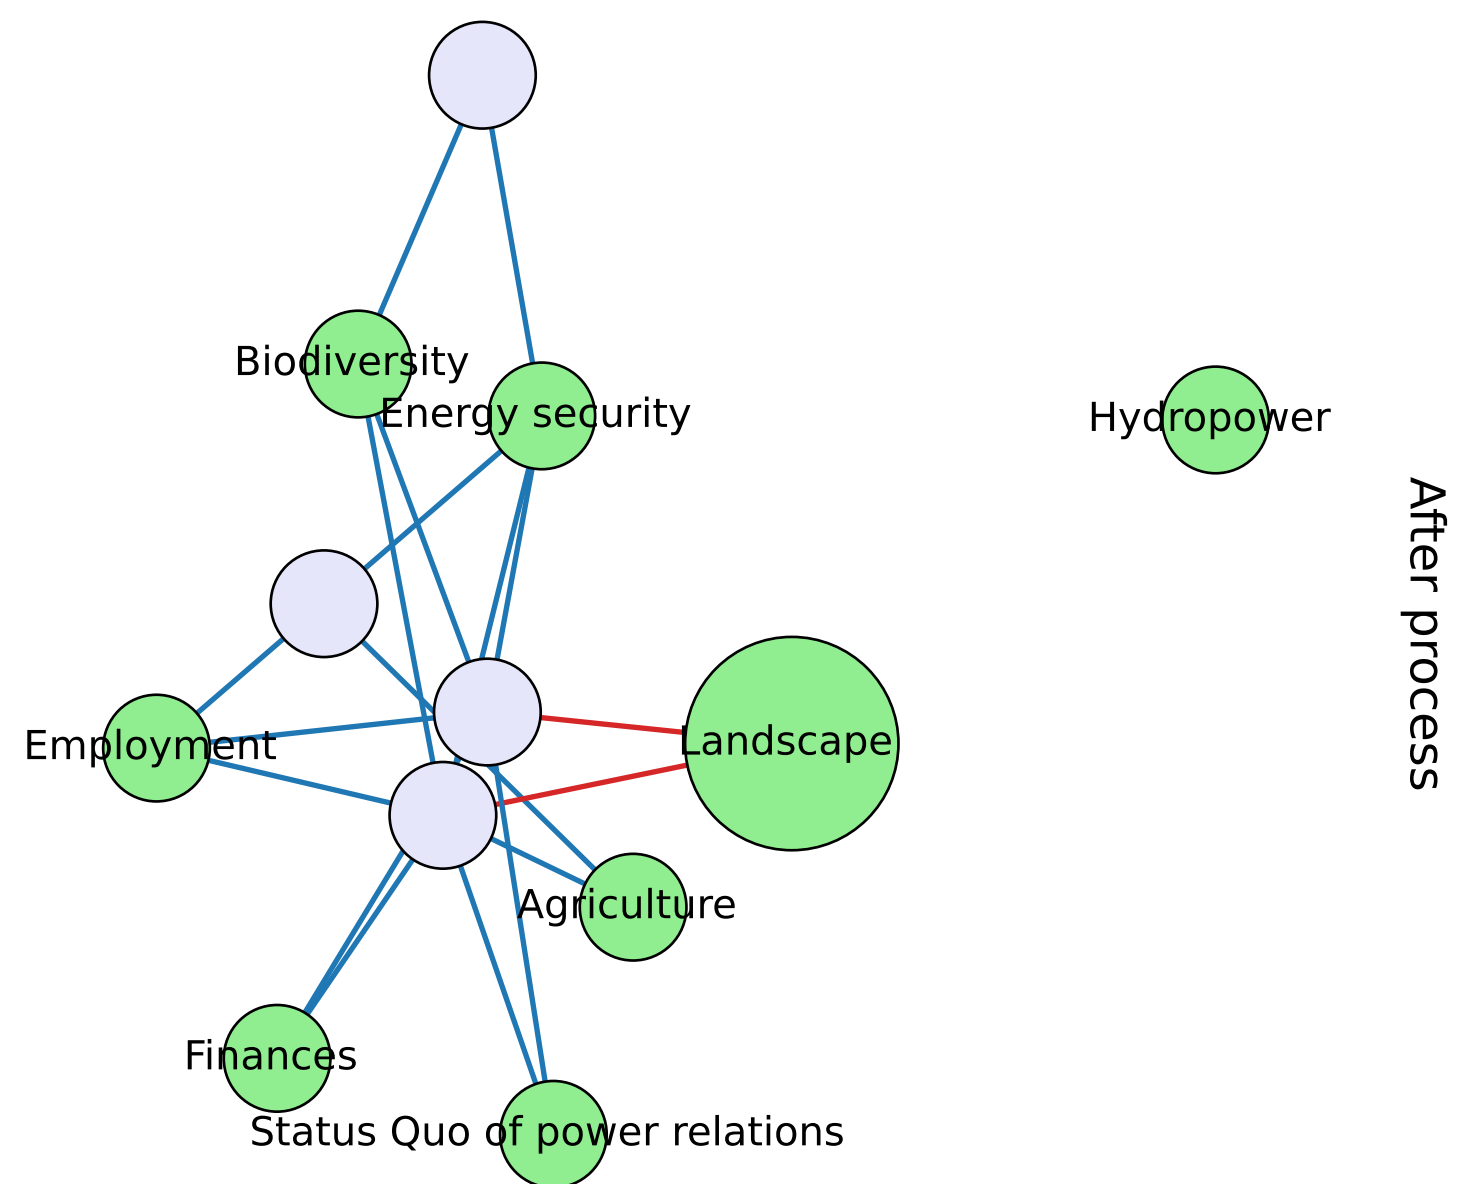 Biodiversity
Energy security
Hydropower
After process
Landscape
Employment
Agriculture
Finances
Status Quo of power relations